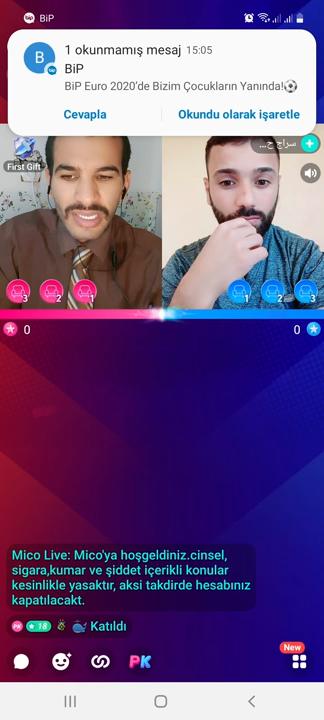 BiP
1 okunmamış mesaj 15:05
B
BiP
BiP Euro 2020'de Bizim Çocukların Yanında!⚽
Cevapla
Okundu olarak işaretle
First Gift
سراج ح...
3 2 1
1 2 3
0
0
Mico Live: Mico'ya hoşgeldiniz.cinsel,
sigara,kumar ve şiddet içerikli konular
kesinlikle yasaktır, aksi takdirde hesabınız
kapatılacakt.
PK ★18 🐳 Katıldı
New
PK